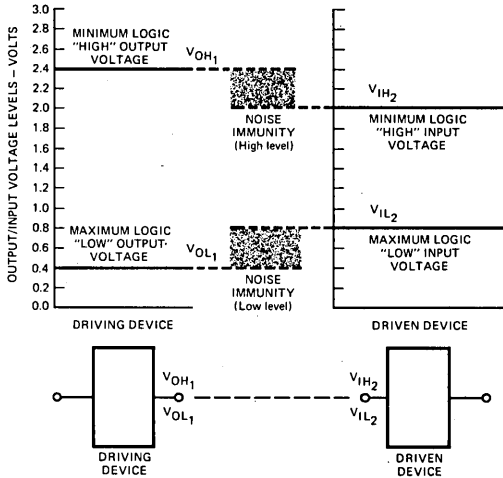 OUTPUT/INPUT VOLTAGE LEVELS – VOLTS
3.0
2.8
2.6
2.4
2.2
2.0
1.8
1.6
1.4
1.2
1.0
0.8
0.6
0.4
0.2
0.0
MINIMUM LOGIC
"HIGH" OUTPUT
VOLTAGE
VOH1
NOISE
IMMUNITY
(High level)
VIH2
MINIMUM LOGIC
"HIGH" INPUT
VOLTAGE
MAXIMUM LOGIC
"LOW" OUTPUT
VOLTAGE
VOL1
NOISE
IMMUNITY
(Low level)
VIL2
MAXIMUM LOGIC
"LOW" INPUT
VOLTAGE
DRIVING DEVICE
DRIVEN DEVICE
VOH1
VOL1
VIH2
VIL2
DRIVING
DEVICE
DRIVEN
DEVICE